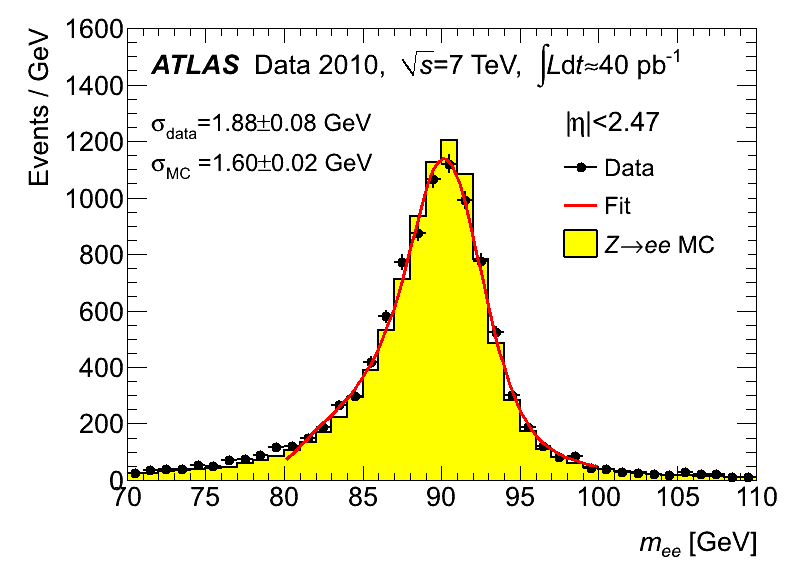 ATLAS Data 2010, √s=7 TeV, ∫Ldt≈40 pb⁻¹
σdata=1.88±0.08 GeV
σMC =1.60±0.02 GeV
|η|<2.47
Data
Fit
Z→ee MC
Events / GeV
1600
1400
1200
1000
800
600
400
200
0
70 75 80 85 90 95 100 105 110
mee [GeV]